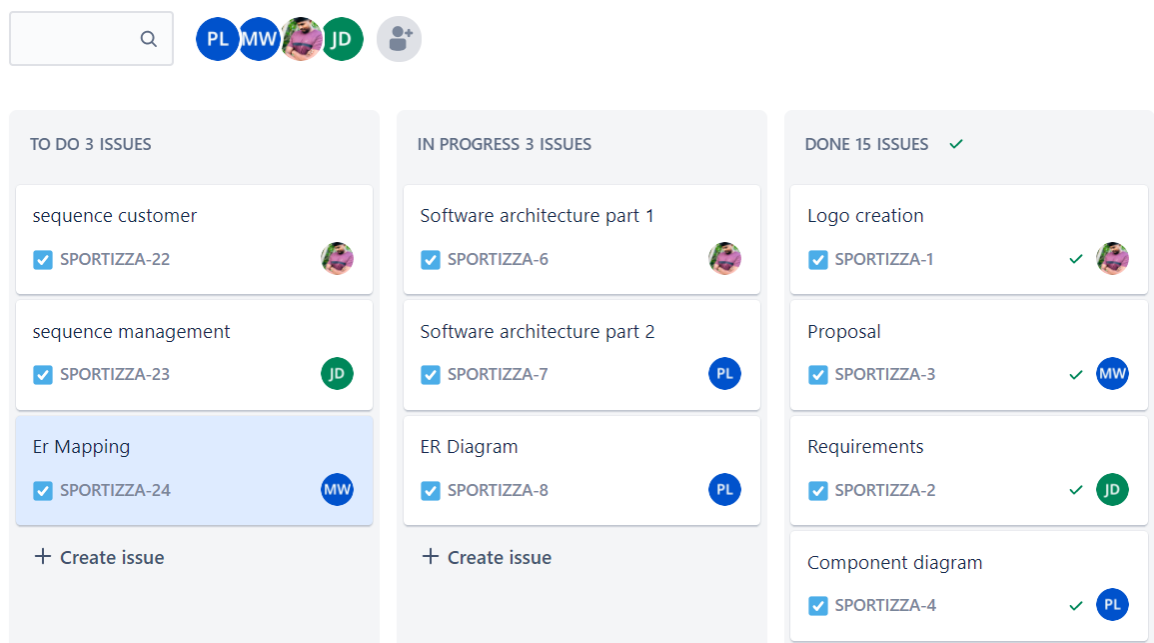 PL MW JD
TO DO 3 ISSUES
sequence customer
SPORTIZZA-22
sequence management
SPORTIZZA-23 JD
Er Mapping
SPORTIZZA-24 MW
+ Create issue
IN PROGRESS 3 ISSUES
Software architecture part 1
SPORTIZZA-6
Software architecture part 2
SPORTIZZA-7 PL
ER Diagram
SPORTIZZA-8 PL
+ Create issue
DONE 15 ISSUES
Logo creation
SPORTIZZA-1
Proposal
SPORTIZZA-3 MW
Requirements
SPORTIZZA-2 JD
Component diagram
SPORTIZZA-4 PL